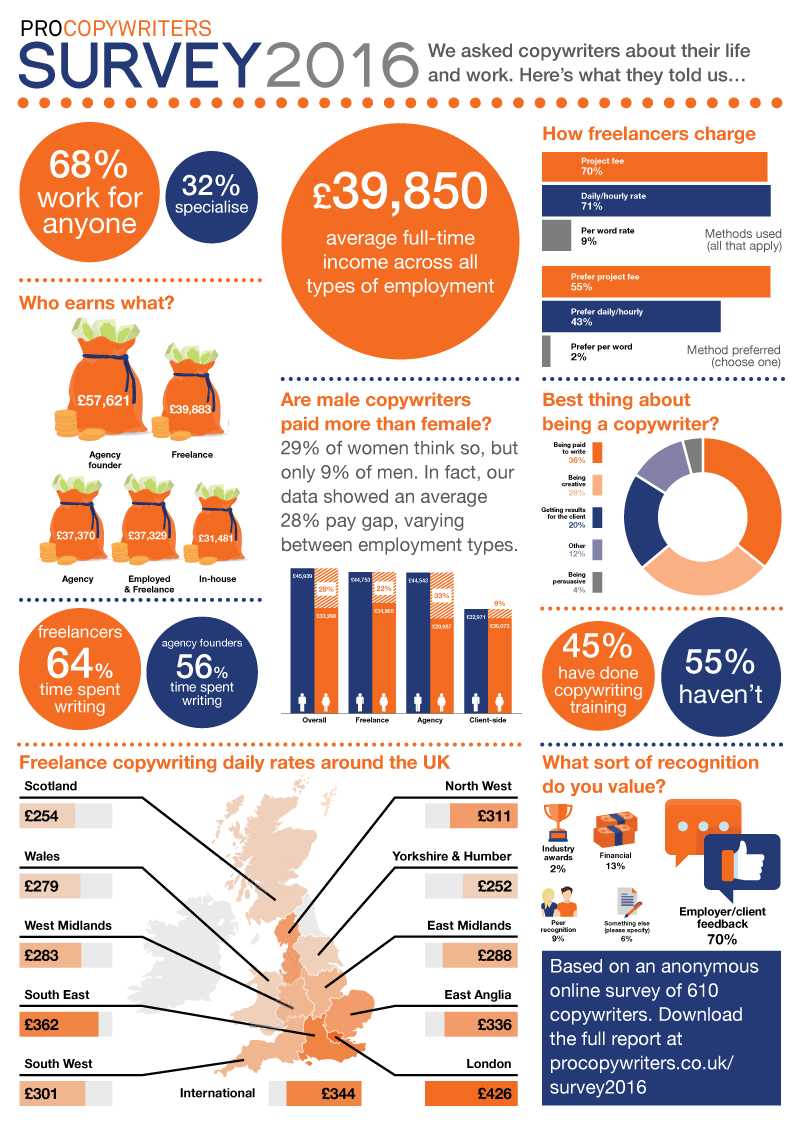 PROCOPYWRITERS
SURVEY2016
We asked copywriters about their life
and work. Here's what they told us…
68%
work for
anyone
32%
specialise
£39,850
average full-time
income across all
types of employment
How freelancers charge
Project fee
70%
Daily/hourly rate
71%
Per word rate
9%
Methods used
(all that apply)
Prefer project fee
55%
Prefer daily/hourly
43%
Prefer per word
2%
Method preferred
(choose one)
Who earns what?
£57,621
Agency
founder
£39,883
Freelance
£37,370
Agency
£37,329
Employed
& Freelance
£31,481
In-house
Are male copywriters
paid more than female?
29% of women think so, but
only 9% of men. In fact, our
data showed an average
28% pay gap, varying
between employment types.
£45,939
28%
£33,298
Overall
£44,753
22%
£34,865
Freelance
£44,543
33%
£29,987
Agency
£32,971
9%
£30,073
Client-side
Best thing about
being a copywriter?
Being paid
to write
36%
Being
creative
28%
Getting results
for the client
20%
Other
12%
Being
persuasive
4%
freelancers
64%
time spent
writing
agency founders
56%
time spent
writing
45%
have done
copywriting
training
55%
haven't
Freelance copywriting daily rates around the UK
Scotland
£254
Wales
£279
West Midlands
£283
South East
£362
South West
£301
International
£344
North West
£311
Yorkshire & Humber
£252
East Midlands
£288
East Anglia
£336
London
£426
What sort of recognition
do you value?
Industry
awards
2%
Financial
13%
Peer
recognition
9%
Something else
(please specify)
6%
Employer/client
feedback
70%
Based on an anonymous
online survey of 610
copywriters. Download
the full report at
procopywriters.co.uk/
survey2016